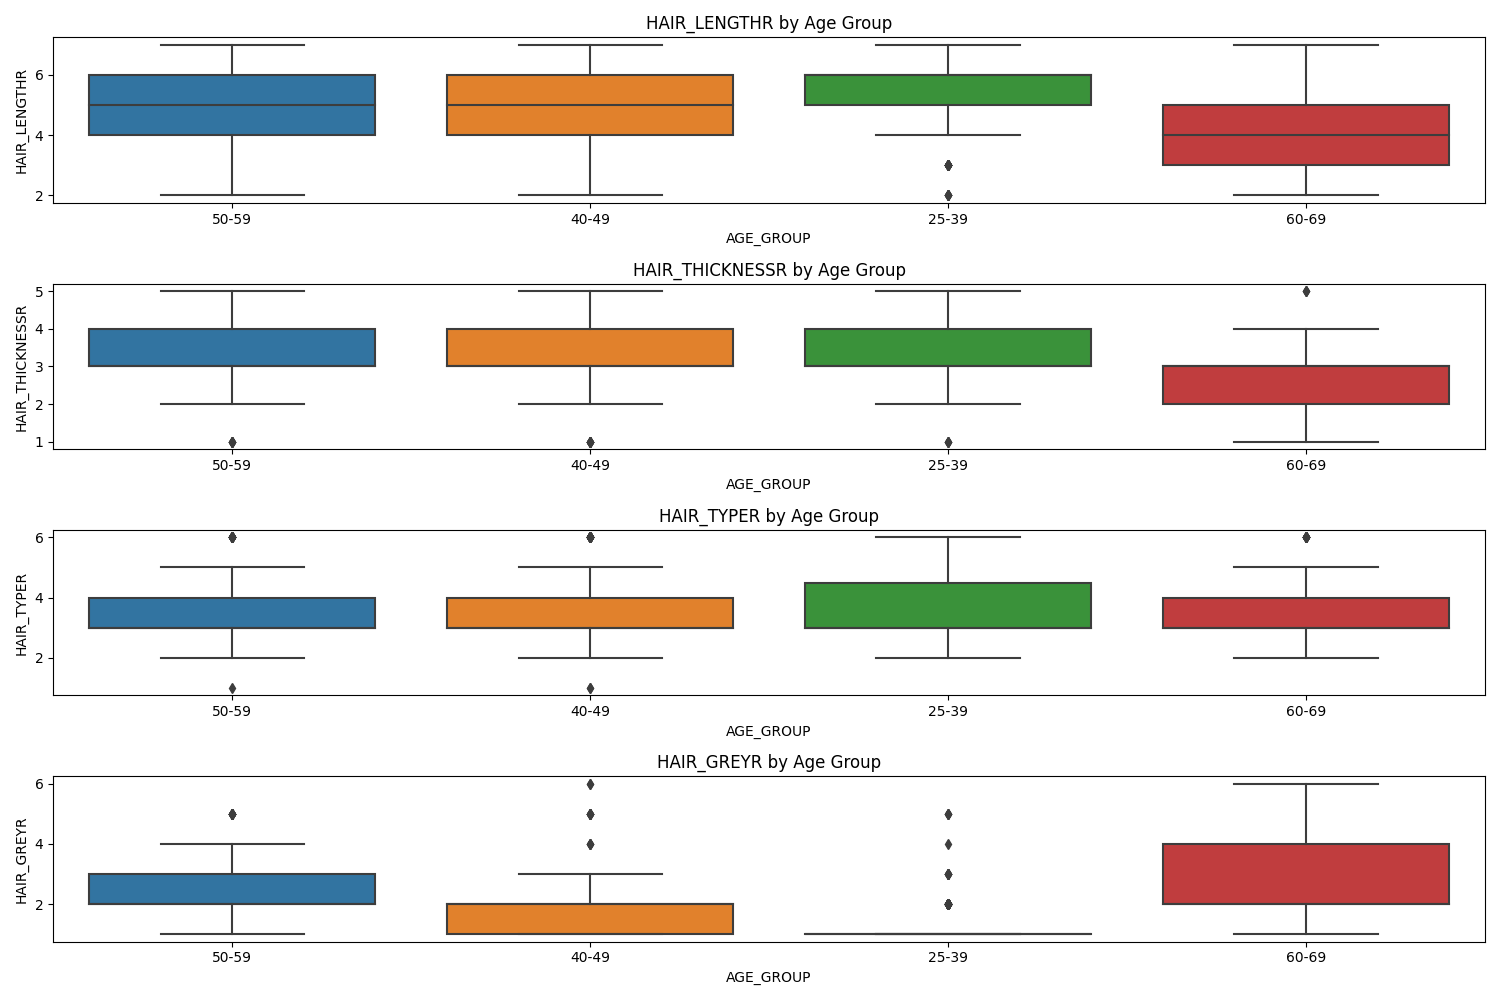 HAIR_LENGTHR by Age Group
HAIR_LENGTHR
6
4
2
50-59 40-49 25-39 60-69
AGE_GROUP
HAIR_THICKNESSR by Age Group
HAIR_THICKNESSR
5
4
3
2
1
50-59 40-49 25-39 60-69
AGE_GROUP
HAIR_TYPER by Age Group
HAIR_TYPER
6
4
2
50-59 40-49 25-39 60-69
AGE_GROUP
HAIR_GREYR by Age Group
HAIR_GREYR
6
4
2
50-59 40-49 25-39 60-69
AGE_GROUP